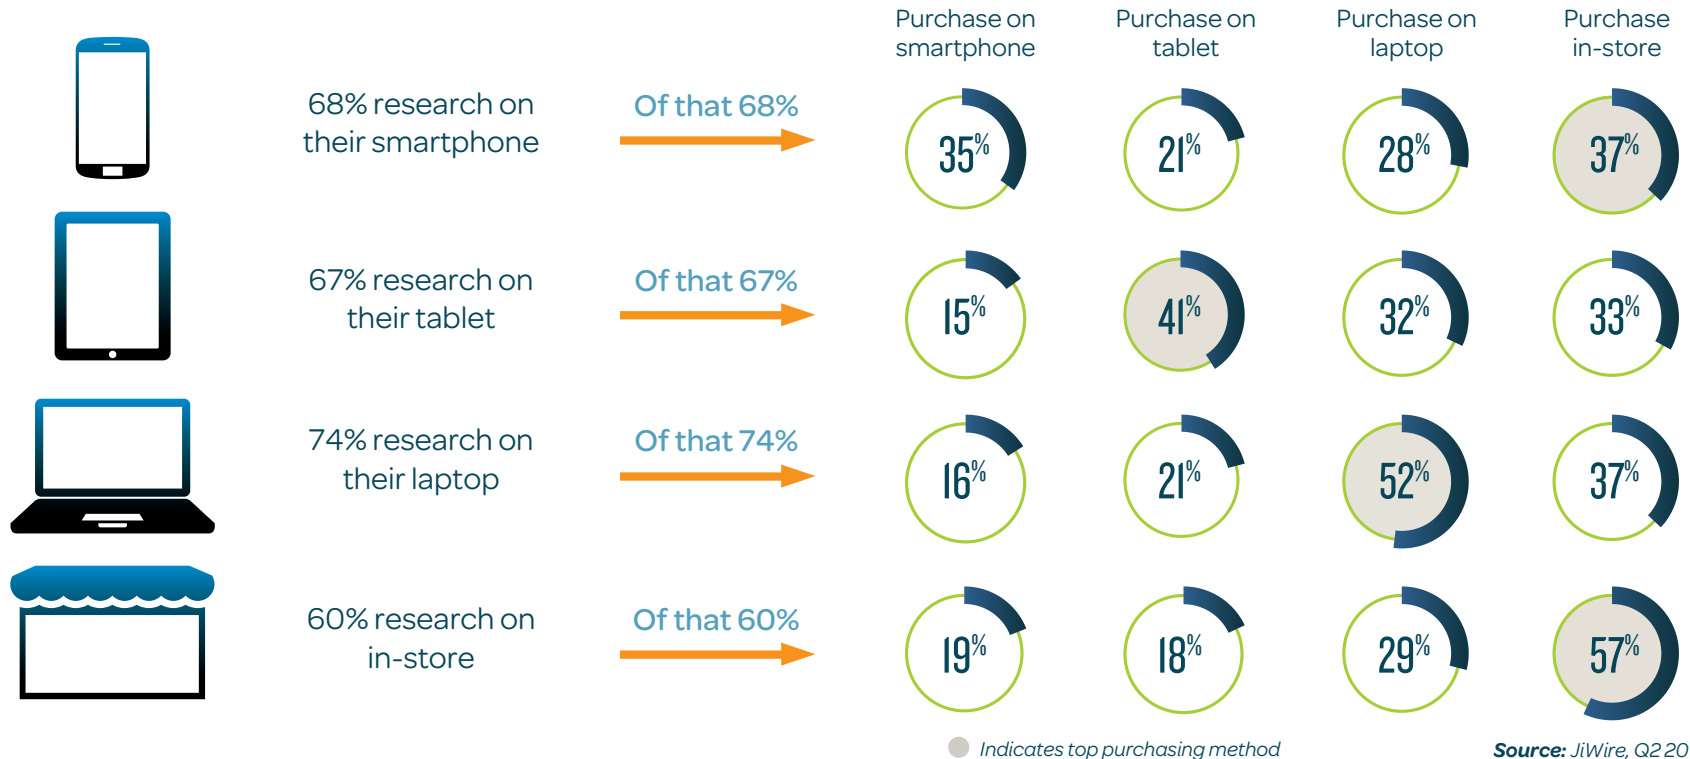 Purchase on
smartphone
Purchase on
tablet
Purchase on
laptop
Purchase
in-store
68% research on
their smartphone
Of that 68%
35%
21%
28%
37%
67% research on
their tablet
Of that 67%
15%
41%
32%
33%
74% research on
their laptop
Of that 74%
16%
21%
52%
37%
60% research on
in-store
Of that 60%
19%
18%
29%
57%
Indicates top purchasing method
Source: JiWire, Q2 20